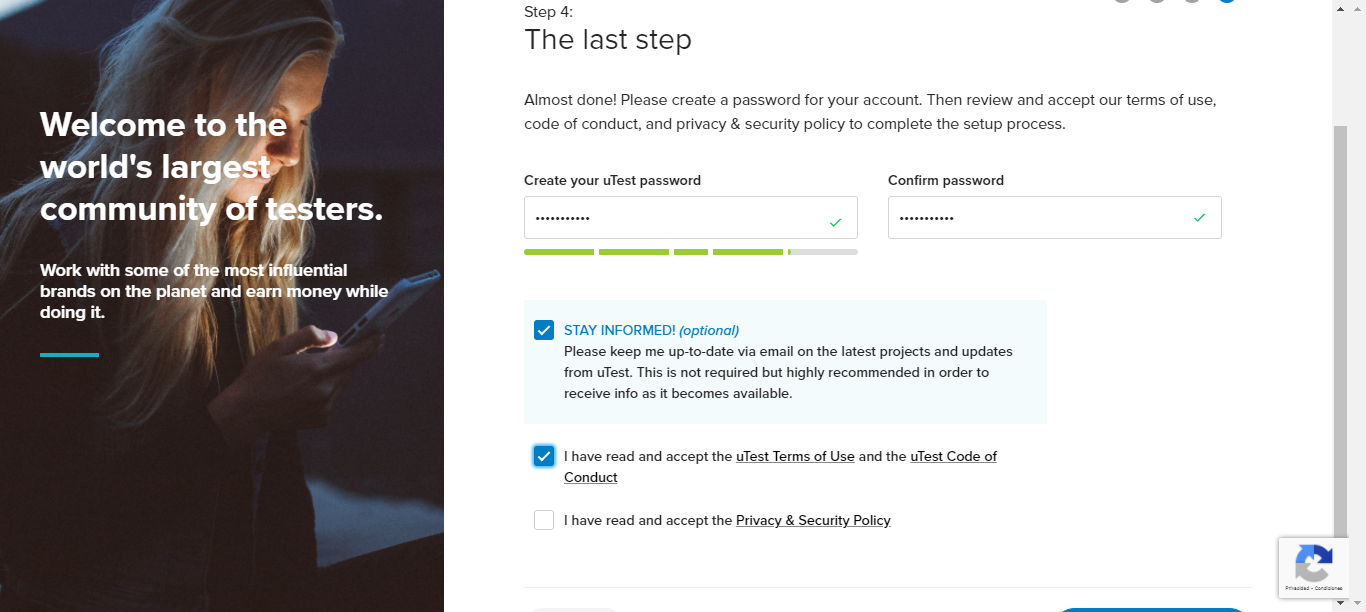 Step 4:
The last step
Welcome to the
world's largest
community of testers.
Work with some of the most influential
brands on the planet and earn money while
doing it.
Almost done! Please create a password for your account. Then review and accept our terms of use,
code of conduct, and privacy & security policy to complete the setup process.
Create your uTest password
Confirm password
•••••••••••
•••••••••••
STAY INFORMED! (optional)
Please keep me up-to-date via email on the latest projects and updates
from uTest. This is not required but highly recommended in order to
receive info as it becomes available.
I have read and accept the uTest Terms of Use and the uTest Code of
Conduct
I have read and accept the Privacy & Security Policy
Privacidad - Condiciones